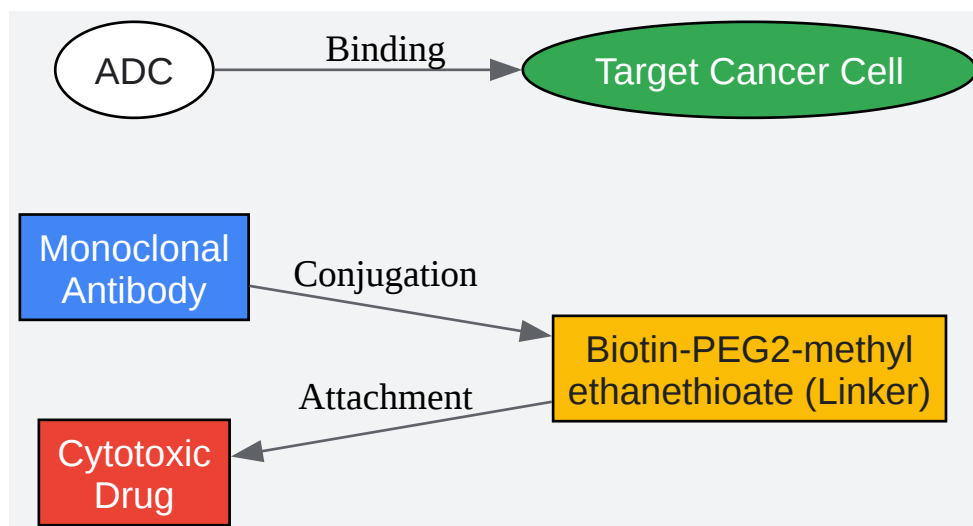 ADC
Binding
Target Cancer Cell
Monoclonal
Antibody
Conjugation
Biotin-PEG2-methyl
ethanethioate (Linker)
Attachment
Cytotoxic
Drug